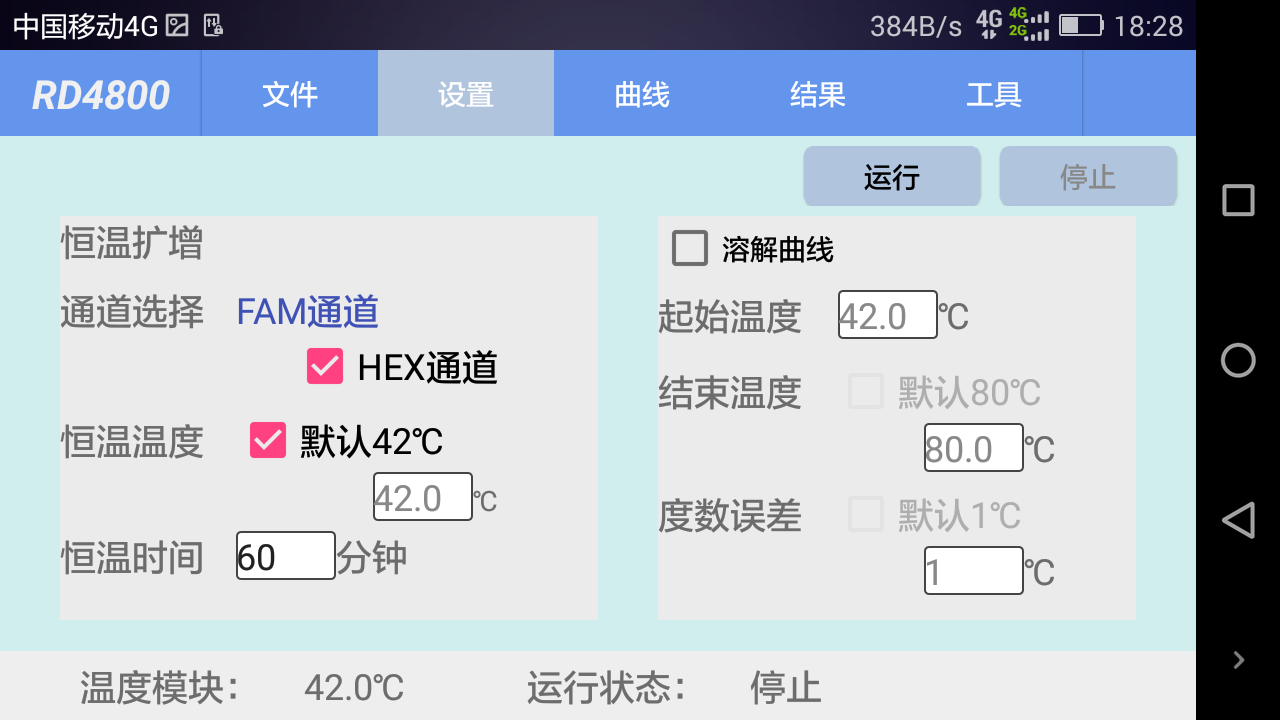 中国移动4G 384B/s 4G 4G 2G 18:28
RD4800 文件 设置 曲线 结果 工具
运行 停止
恒温扩增
通道选择 FAM通道
HEX通道
恒温温度 默认42℃
42.0 ℃
恒温时间 60 分钟
溶解曲线
起始温度 42.0 ℃
结束温度 默认80℃
80.0 ℃
度数误差 默认1℃
1 ℃
温度模块： 42.0℃ 运行状态： 停止